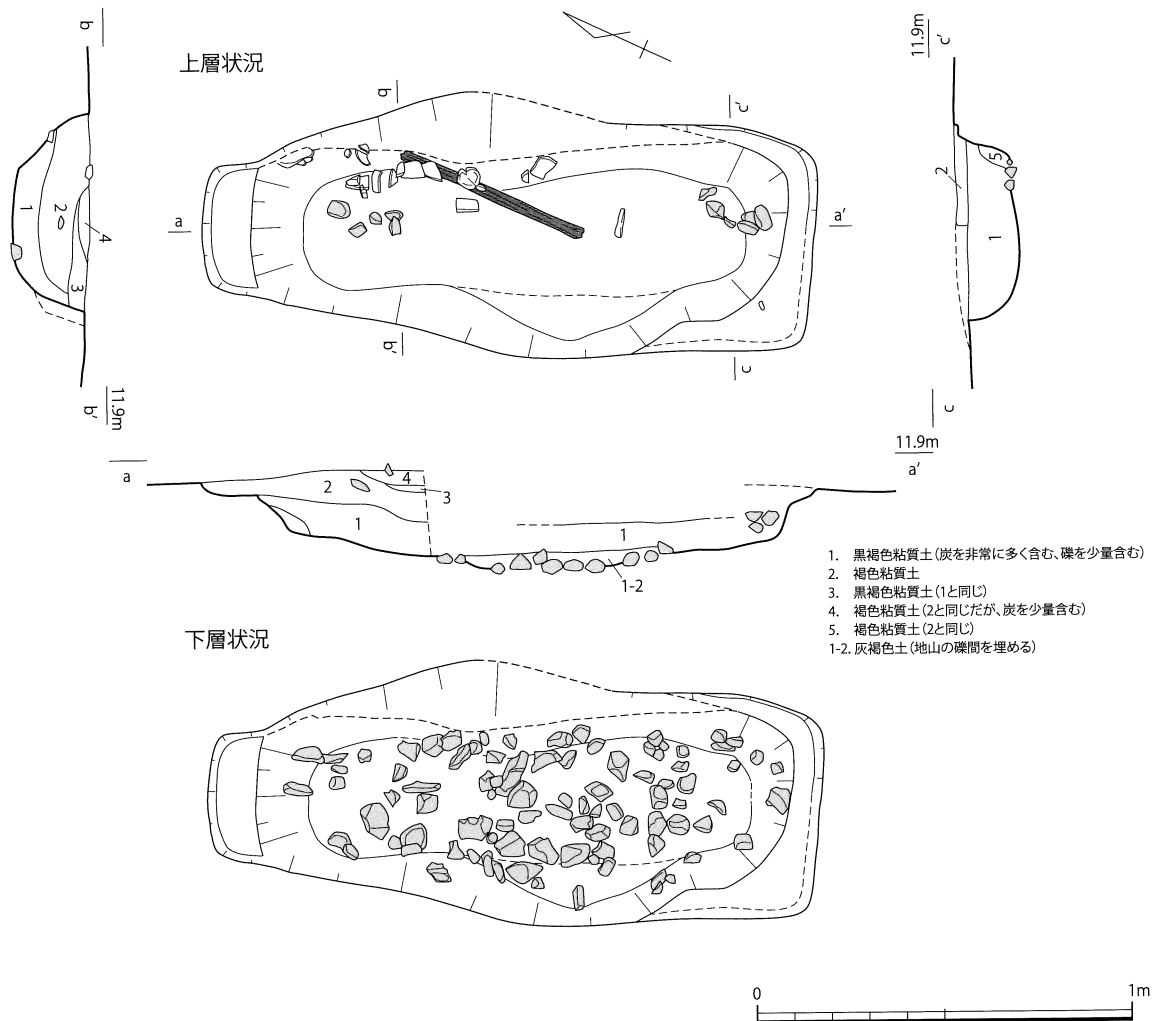 上層状況
b
b'
11.9m
1
2
3
4
11.9m
c'
c
2
5
1
b
c'
a
a'
b'
c
a
11.9m
a'
2
4
3
1
1
1-2
1. 黒褐色粘質土(炭を非常に多く含む、礫を少量含む)
2. 褐色粘質土
3. 黒褐色粘質土(1と同じ)
4. 褐色粘質土(2と同じだが、炭を少量含む)
5. 褐色粘質土(2と同じ)
1-2. 灰褐色土(地山の礫間を埋める)
下層状況
0 1m